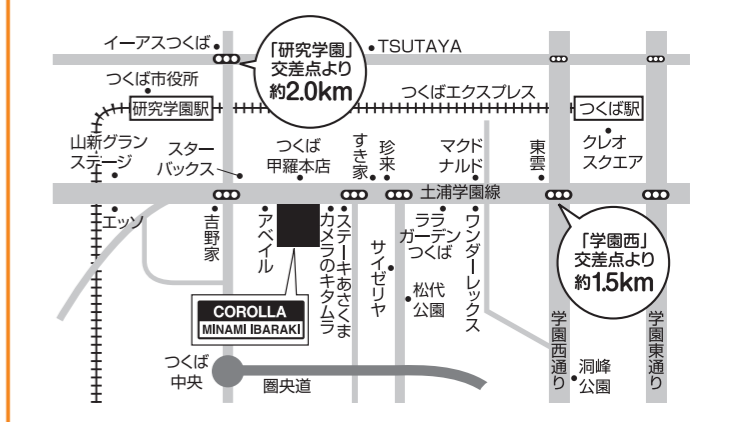 イーアスつくば
「研究学園」
交差点より
約2.0km
TSUTAYA
つくば市役所
研究学園駅
つくばエクスプレス
つくば駅
山新グラン
ステージ
スター
バックス
つくば
甲羅本店
すき家
珍来
マクド
ナルド
東雲
クレオ
スクエア
土浦学園線
エッソ
吉野家
アベイル
カメラのキタムラ
ステーキあさくま
サイゼリヤ
ララ
ガーデン
つくば
ワンダーレックス
「学園西」
交差点より
約1.5km
松代
公園
COROLLA
MINAMI IBARAKI
学園西通り
学園東通り
つくば
中央
圏央道
洞峰
公園